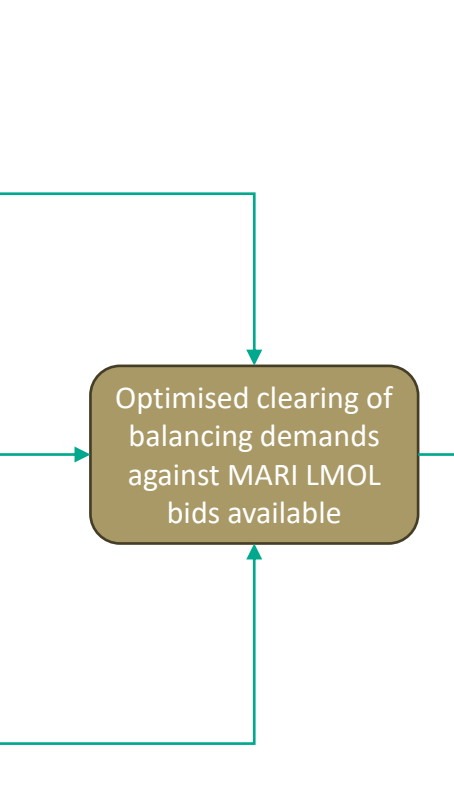 Optimised clearing of
balancing demands
against MARI LMOL
bids available